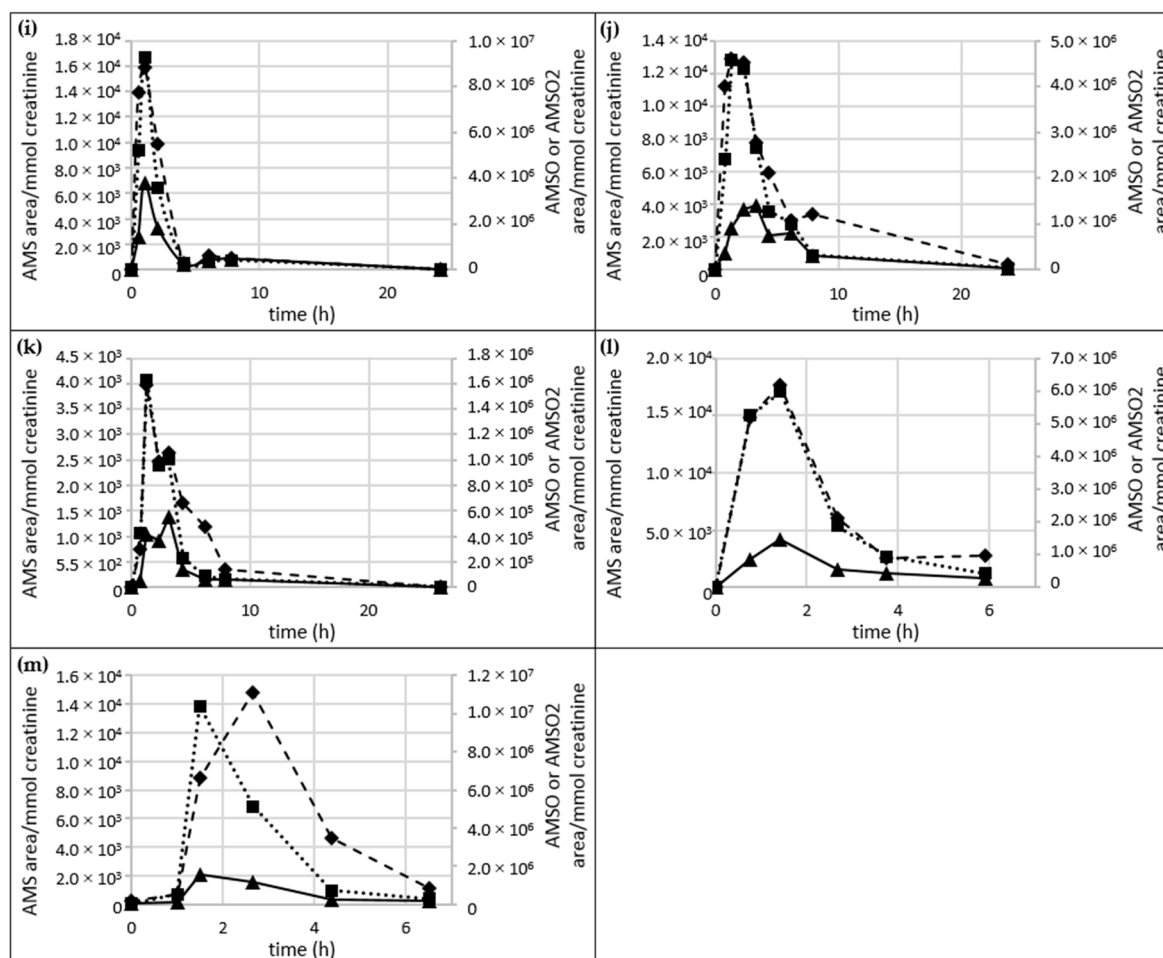 (i)
AMS area/mmol creatinine
1.8 × 10⁴
1.6 × 10⁴
1.4 × 10⁴
1.2 × 10⁴
1.0 × 10⁴
8.0 × 10³
6.0 × 10³
4.0 × 10³
2.0 × 10³
0
1.0 × 10⁷
8.0 × 10⁶
6.0 × 10⁶
4.0 × 10⁶
2.0 × 10⁶
0
AMSO or AMSO2
area/mmol creatinine
0 10 20
time (h)
(j)
AMS area/mmol creatinine
1.4 × 10⁴
1.2 × 10⁴
1.0 × 10⁴
8.0 × 10³
6.0 × 10³
4.0 × 10³
2.0 × 10³
0
5.0 × 10⁶
4.0 × 10⁶
3.0 × 10⁶
2.0 × 10⁶
1.0 × 10⁶
0
AMSO or AMSO2
area/mmol creatinine
0 10 20
time (h)
(k)
AMS area/mmol creatinine
4.5 × 10³
4.0 × 10³
3.5 × 10³
3.0 × 10³
2.5 × 10³
2.0 × 10³
1.5 × 10³
1.0 × 10³
5.5 × 10²
0
1.8 × 10⁶
1.6 × 10⁶
1.4 × 10⁶
1.2 × 10⁶
1.0 × 10⁶
8.0 × 10⁵
6.0 × 10⁵
4.0 × 10⁵
2.0 × 10⁵
0
AMSO or AMSO2
area/mmol creatinine
0 10 20
time (h)
(l)
AMS area/mmol creatinine
2.0 × 10⁴
1.5 × 10⁴
1.0 × 10⁴
5.0 × 10³
0
7.0 × 10⁶
6.0 × 10⁶
5.0 × 10⁶
4.0 × 10⁶
3.0 × 10⁶
2.0 × 10⁶
1.0 × 10⁶
0
AMSO or AMSO2
area/mmol creatinine
0 2 4 6
time (h)
(m)
AMS area/mmol creatinine
1.6 × 10⁴
1.4 × 10⁴
1.2 × 10⁴
1.0 × 10⁴
8.0 × 10³
6.0 × 10³
4.0 × 10³
2.0 × 10³
0
1.2 × 10⁷
1.0 × 10⁷
8.0 × 10⁶
6.0 × 10⁶
4.0 × 10⁶
2.0 × 10⁶
0
AMSO or AMSO2
area/mmol creatinine
0 2 4 6
time (h)